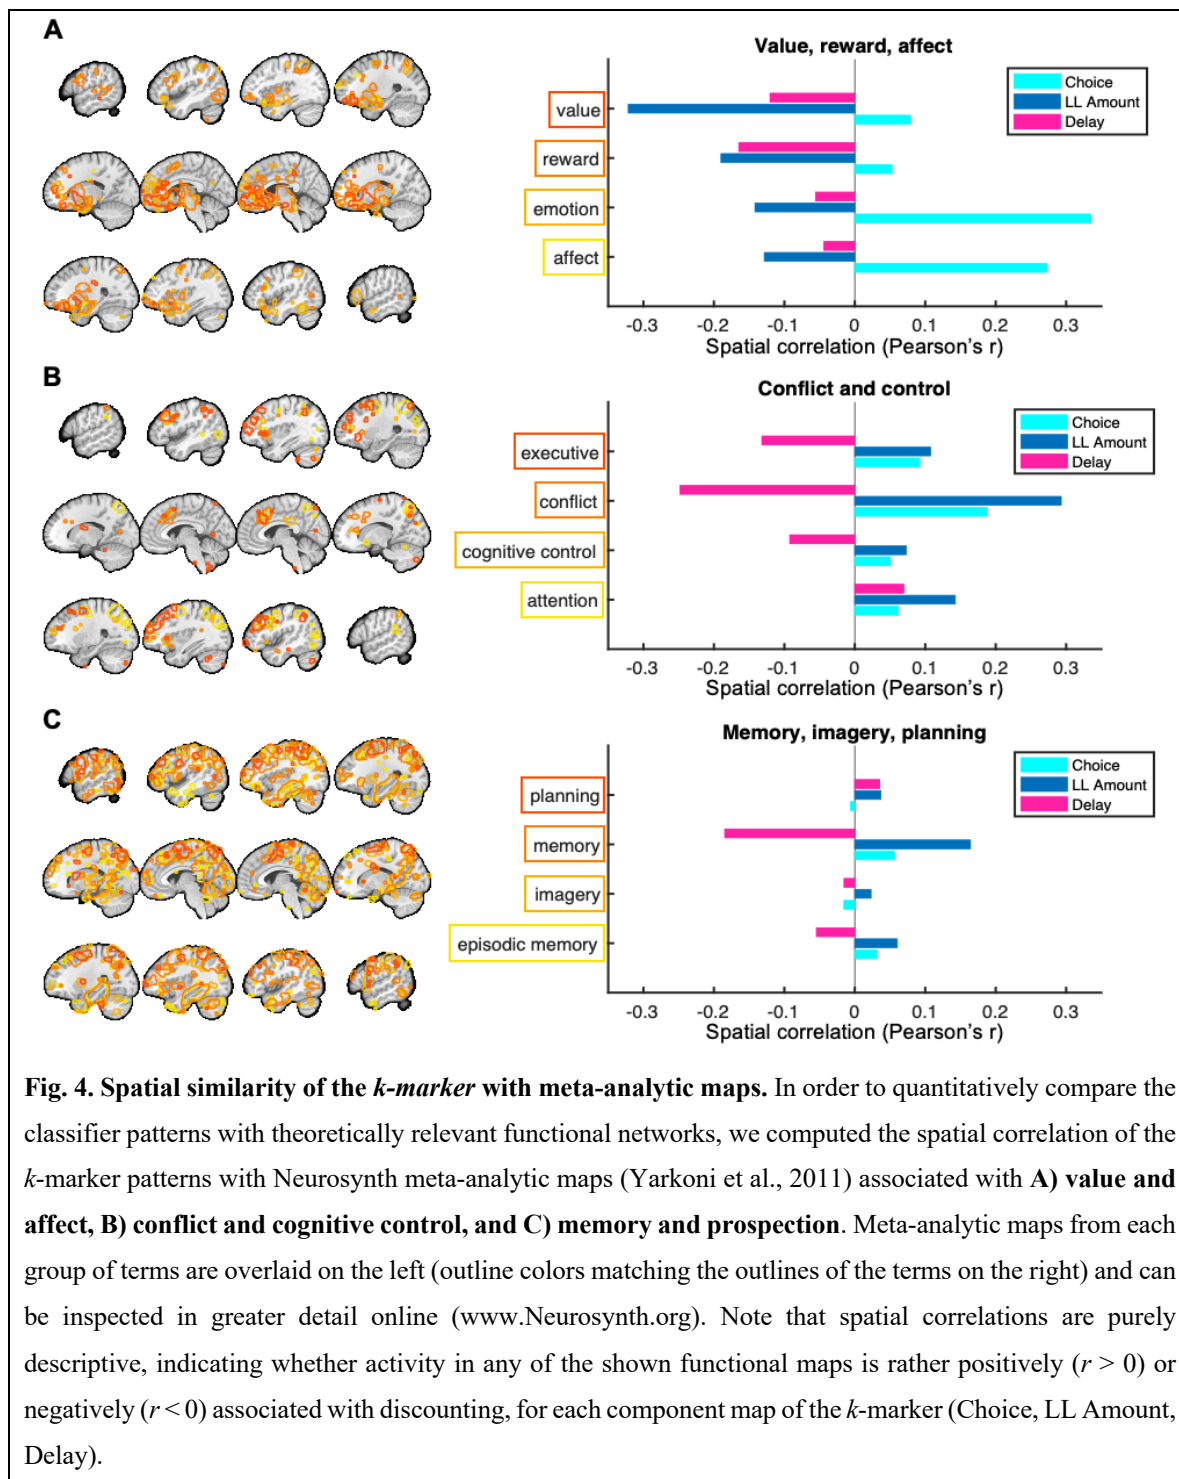 A
Value, reward, affect
Choice
LL Amount
Delay
value
reward
emotion
affect
-0.3 -0.2 -0.1 0 0.1 0.2 0.3
Spatial correlation (Pearson's r)
B
Conflict and control
Choice
LL Amount
Delay
executive
conflict
cognitive control
attention
-0.3 -0.2 -0.1 0 0.1 0.2 0.3
Spatial correlation (Pearson's r)
C
Memory, imagery, planning
Choice
LL Amount
Delay
planning
memory
imagery
episodic memory
-0.3 -0.2 -0.1 0 0.1 0.2 0.3
Spatial correlation (Pearson's r)
Fig. 4. Spatial similarity of the k-marker with meta-analytic maps. In order to quantitatively compare the
classifier patterns with theoretically relevant functional networks, we computed the spatial correlation of the
k-marker patterns with Neurosynth meta-analytic maps (Yarkoni et al., 2011) associated with A) value and
affect, B) conflict and cognitive control, and C) memory and prospection. Meta-analytic maps from each
group of terms are overlaid on the left (outline colors matching the outlines of the terms on the right) and can
be inspected in greater detail online (www.Neurosynth.org). Note that spatial correlations are purely
descriptive, indicating whether activity in any of the shown functional maps is rather positively (r > 0) or
negatively (r < 0) associated with discounting, for each component map of the k-marker (Choice, LL Amount,
Delay).